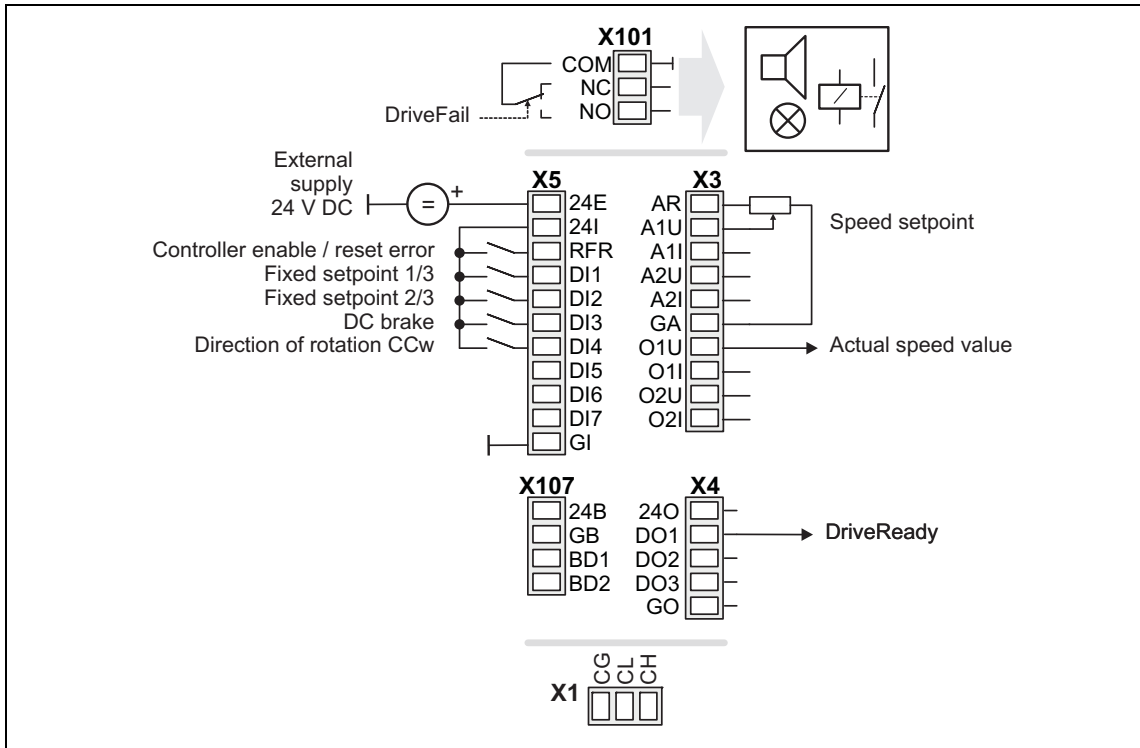 X101
COM
NC
NO
DriveFail
External
supply
24 V DC
=
+
X5
24E
24I
RFR
DI1
DI2
DI3
DI4
DI5
DI6
DI7
GI
Controller enable / reset error
Fixed setpoint 1/3
Fixed setpoint 2/3
DC brake
Direction of rotation CCw
X3
AR
A1U
A1I
A2U
A2I
GA
O1U
O1I
O2U
O2I
Speed setpoint
Actual speed value
X107
24B
GB
BD1
BD2
X4
24O
DO1
DO2
DO3
GO
DriveReady
X1
CG
CL
CH